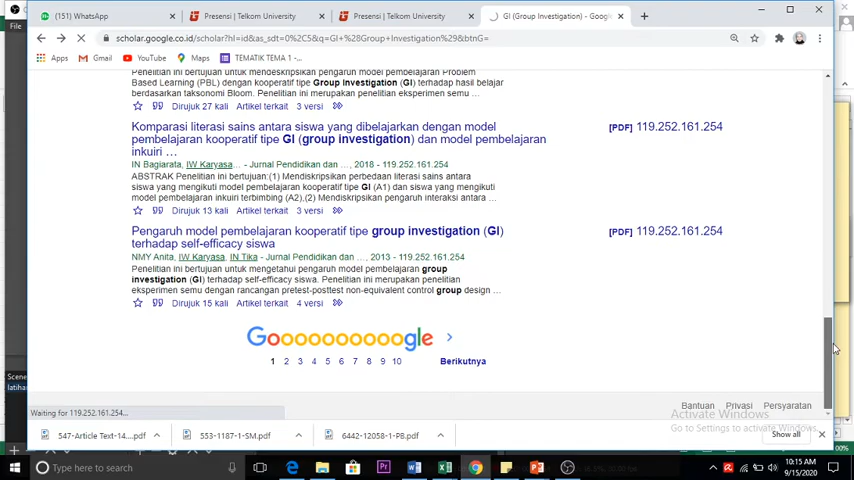 (151) WhatsApp
Presensi | Telkom University
Presensi | Telkom University
GI (Group Investigation) - Googl
File
scholar.google.co.id/scholar?hl=id&as_sdt=0%2C5&q=GI+%28Group+Investigation%29&btnG=
Apps
Gmail
YouTube
Maps
TEMATIK TEMA 1 - ...
Penelitian ini bertujuan untuk mendeskripsikan pengaruh model pembelajaran Problem
Based Learning (PBL) dengan kooperatif tipe Group investigation (GI) terhadap hasil belajar
berdasarkan taksonomi Bloom. Penelitian ini merupakan penelitian eksperimen semu ...
Dirujuk 27 kali Artikel terkait 3 versi
Komparasi literasi sains antara siswa yang dibelajarkan dengan model
pembelajaran kooperatif tipe GI (group investigation) dan model pembelajaran
inkuiri ...
[PDF] 119.252.161.254
IN Bagiarata, IW Karyasa... - Jurnal Pendidikan dan ..., 2018 - 119.252.161.254
ABSTRAK Penelitian ini bertujuan:(1) Mendiskripsikan perbedaan literasi sains antara
siswa yang mengikuti model pembelajaran kooperatif tipe GI (A1) dan siswa yang mengikuti
model pembelajaran inkuiri terbimbing (A2),(2) Mendiskripsikan pengaruh interaksi antara ...
Dirujuk 13 kali Artikel terkait 3 versi
Pengaruh model pembelajaran kooperatif tipe group investigation (GI)
terhadap self-efficacy siswa
[PDF] 119.252.161.254
NMY Anita, IW Karyasa, IN Tika - Jurnal Pendidikan dan ..., 2013 - 119.252.161.254
Penelitian ini bertujuan untuk mengetahui pengaruh model pembelajaran group
investigation (GI) terhadap self-efficacy siswa. Penelitian ini merupakan penelitian
eksperimen semu dengan rancangan pretest-posttest non-equivalent control group design ...
Dirujuk 15 kali Artikel terkait 4 versi
Goooooooooogle
1 2 3 4 5 6 7 8 9 10 Berikutnya
Scene
latihar
Bantuan Privasi Persyaratan
Waiting for 119.252.161.254...
Activate Windows
Go to Settings to activate Windows.
547-Article Text-14....pdf
553-1187-1-SM.pdf
6442-12058-1-PB.pdf
Show all
Type here to search
10:15 AM
9/15/2020